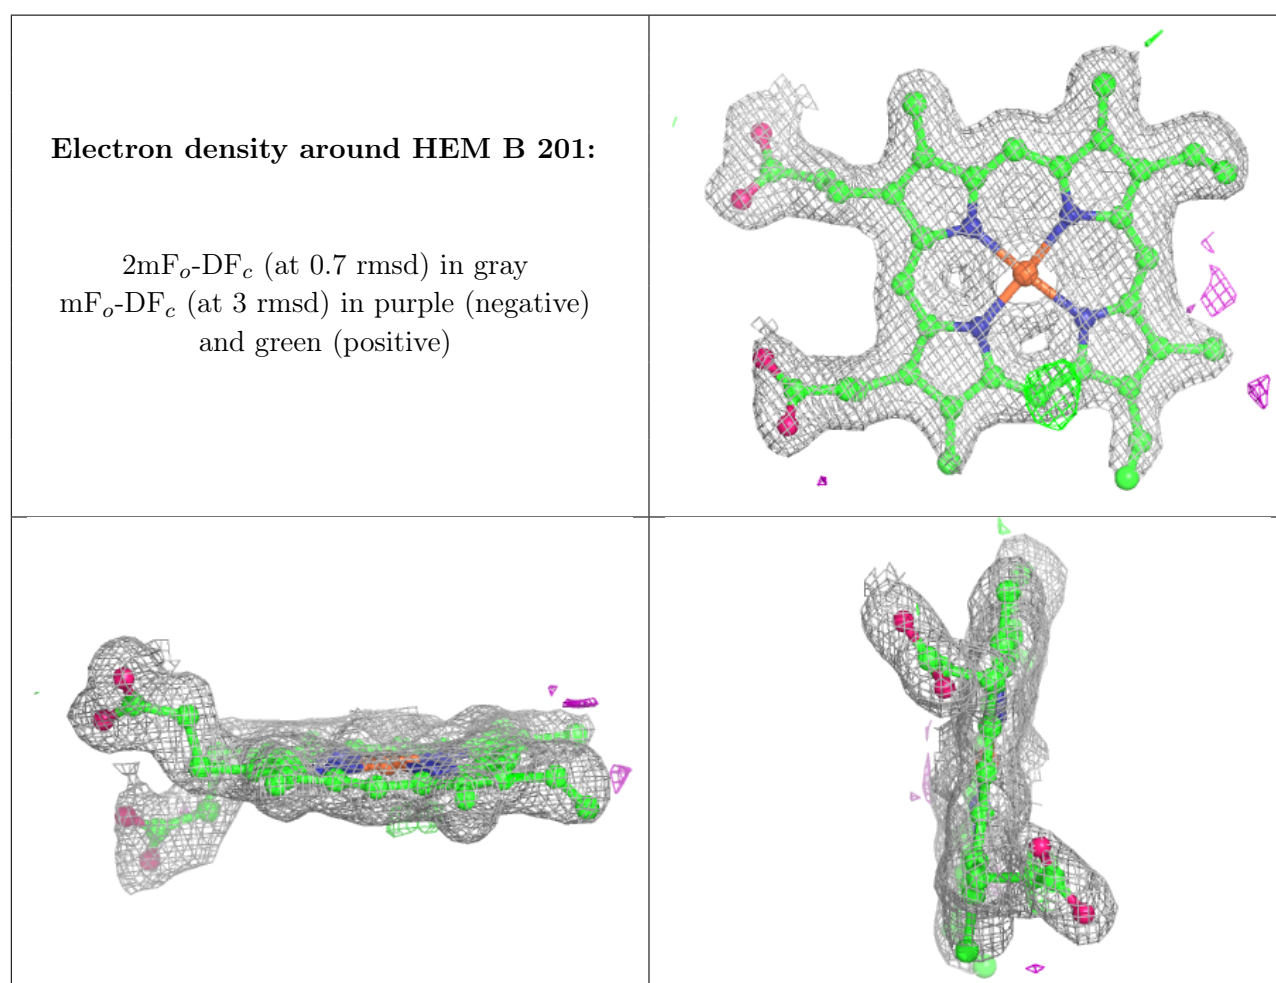 Electron density around HEM B 201:
2mFo-DFc (at 0.7 rmsd) in gray
mFo-DFc (at 3 rmsd) in purple (negative)
and green (positive)